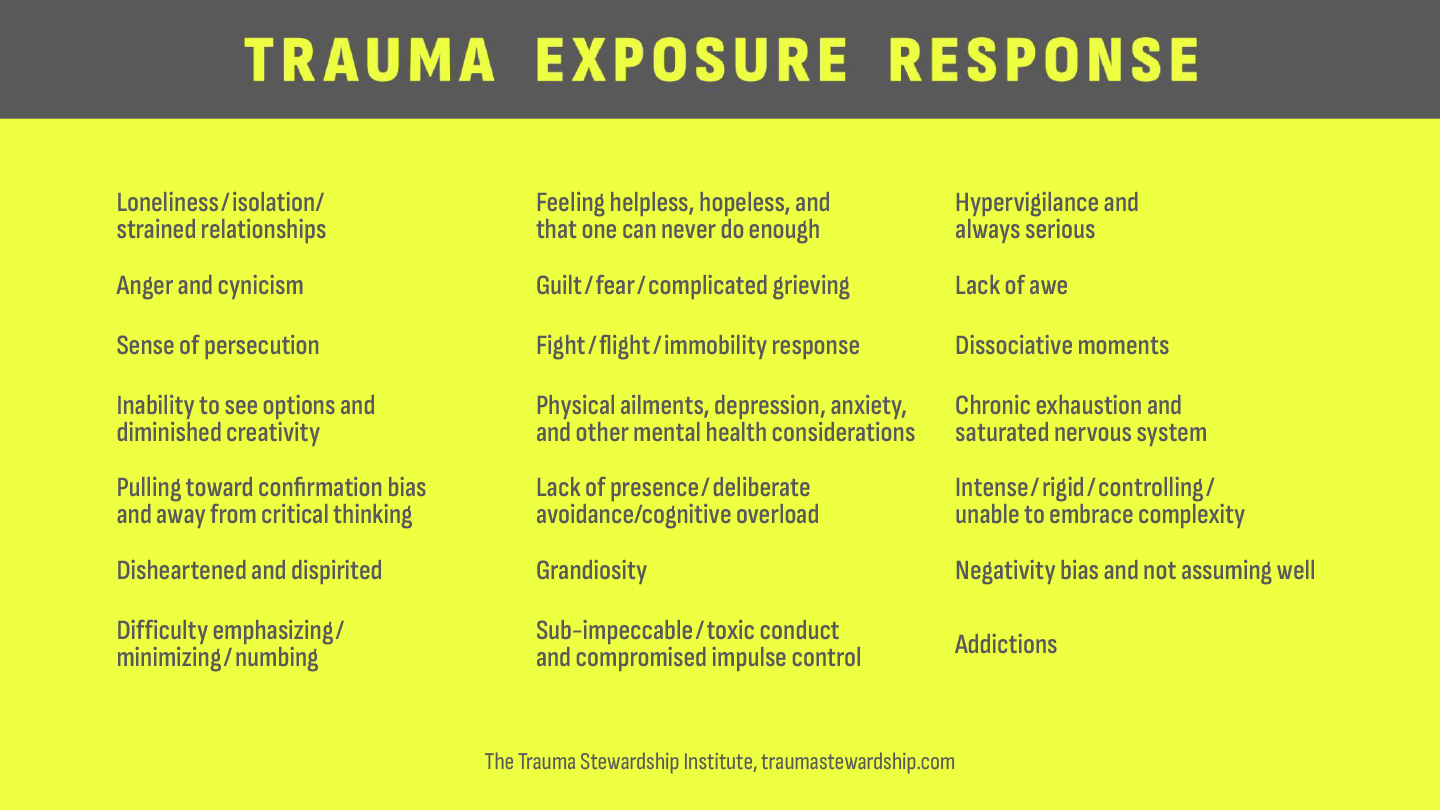 TRAUMA EXPOSURE RESPONSE
Loneliness/isolation/
strained relationships
Anger and cynicism
Sense of persecution
Inability to see options and
diminished creativity
Pulling toward confirmation bias
and away from critical thinking
Disheartened and dispirited
Difficulty emphasizing/
minimizing/numbing
Feeling helpless, hopeless, and
that one can never do enough
Guilt/fear/complicated grieving
Fight/flight/immobility response
Physical ailments, depression, anxiety,
and other mental health considerations
Lack of presence/deliberate
avoidance/cognitive overload
Grandiosity
Sub-impeccable/toxic conduct
and compromised impulse control
Hypervigilance and
always serious
Lack of awe
Dissociative moments
Chronic exhaustion and
saturated nervous system
Intense/rigid/controlling/
unable to embrace complexity
Negativity bias and not assuming well
Addictions
The Trauma Stewardship Institute, traumastewardship.com